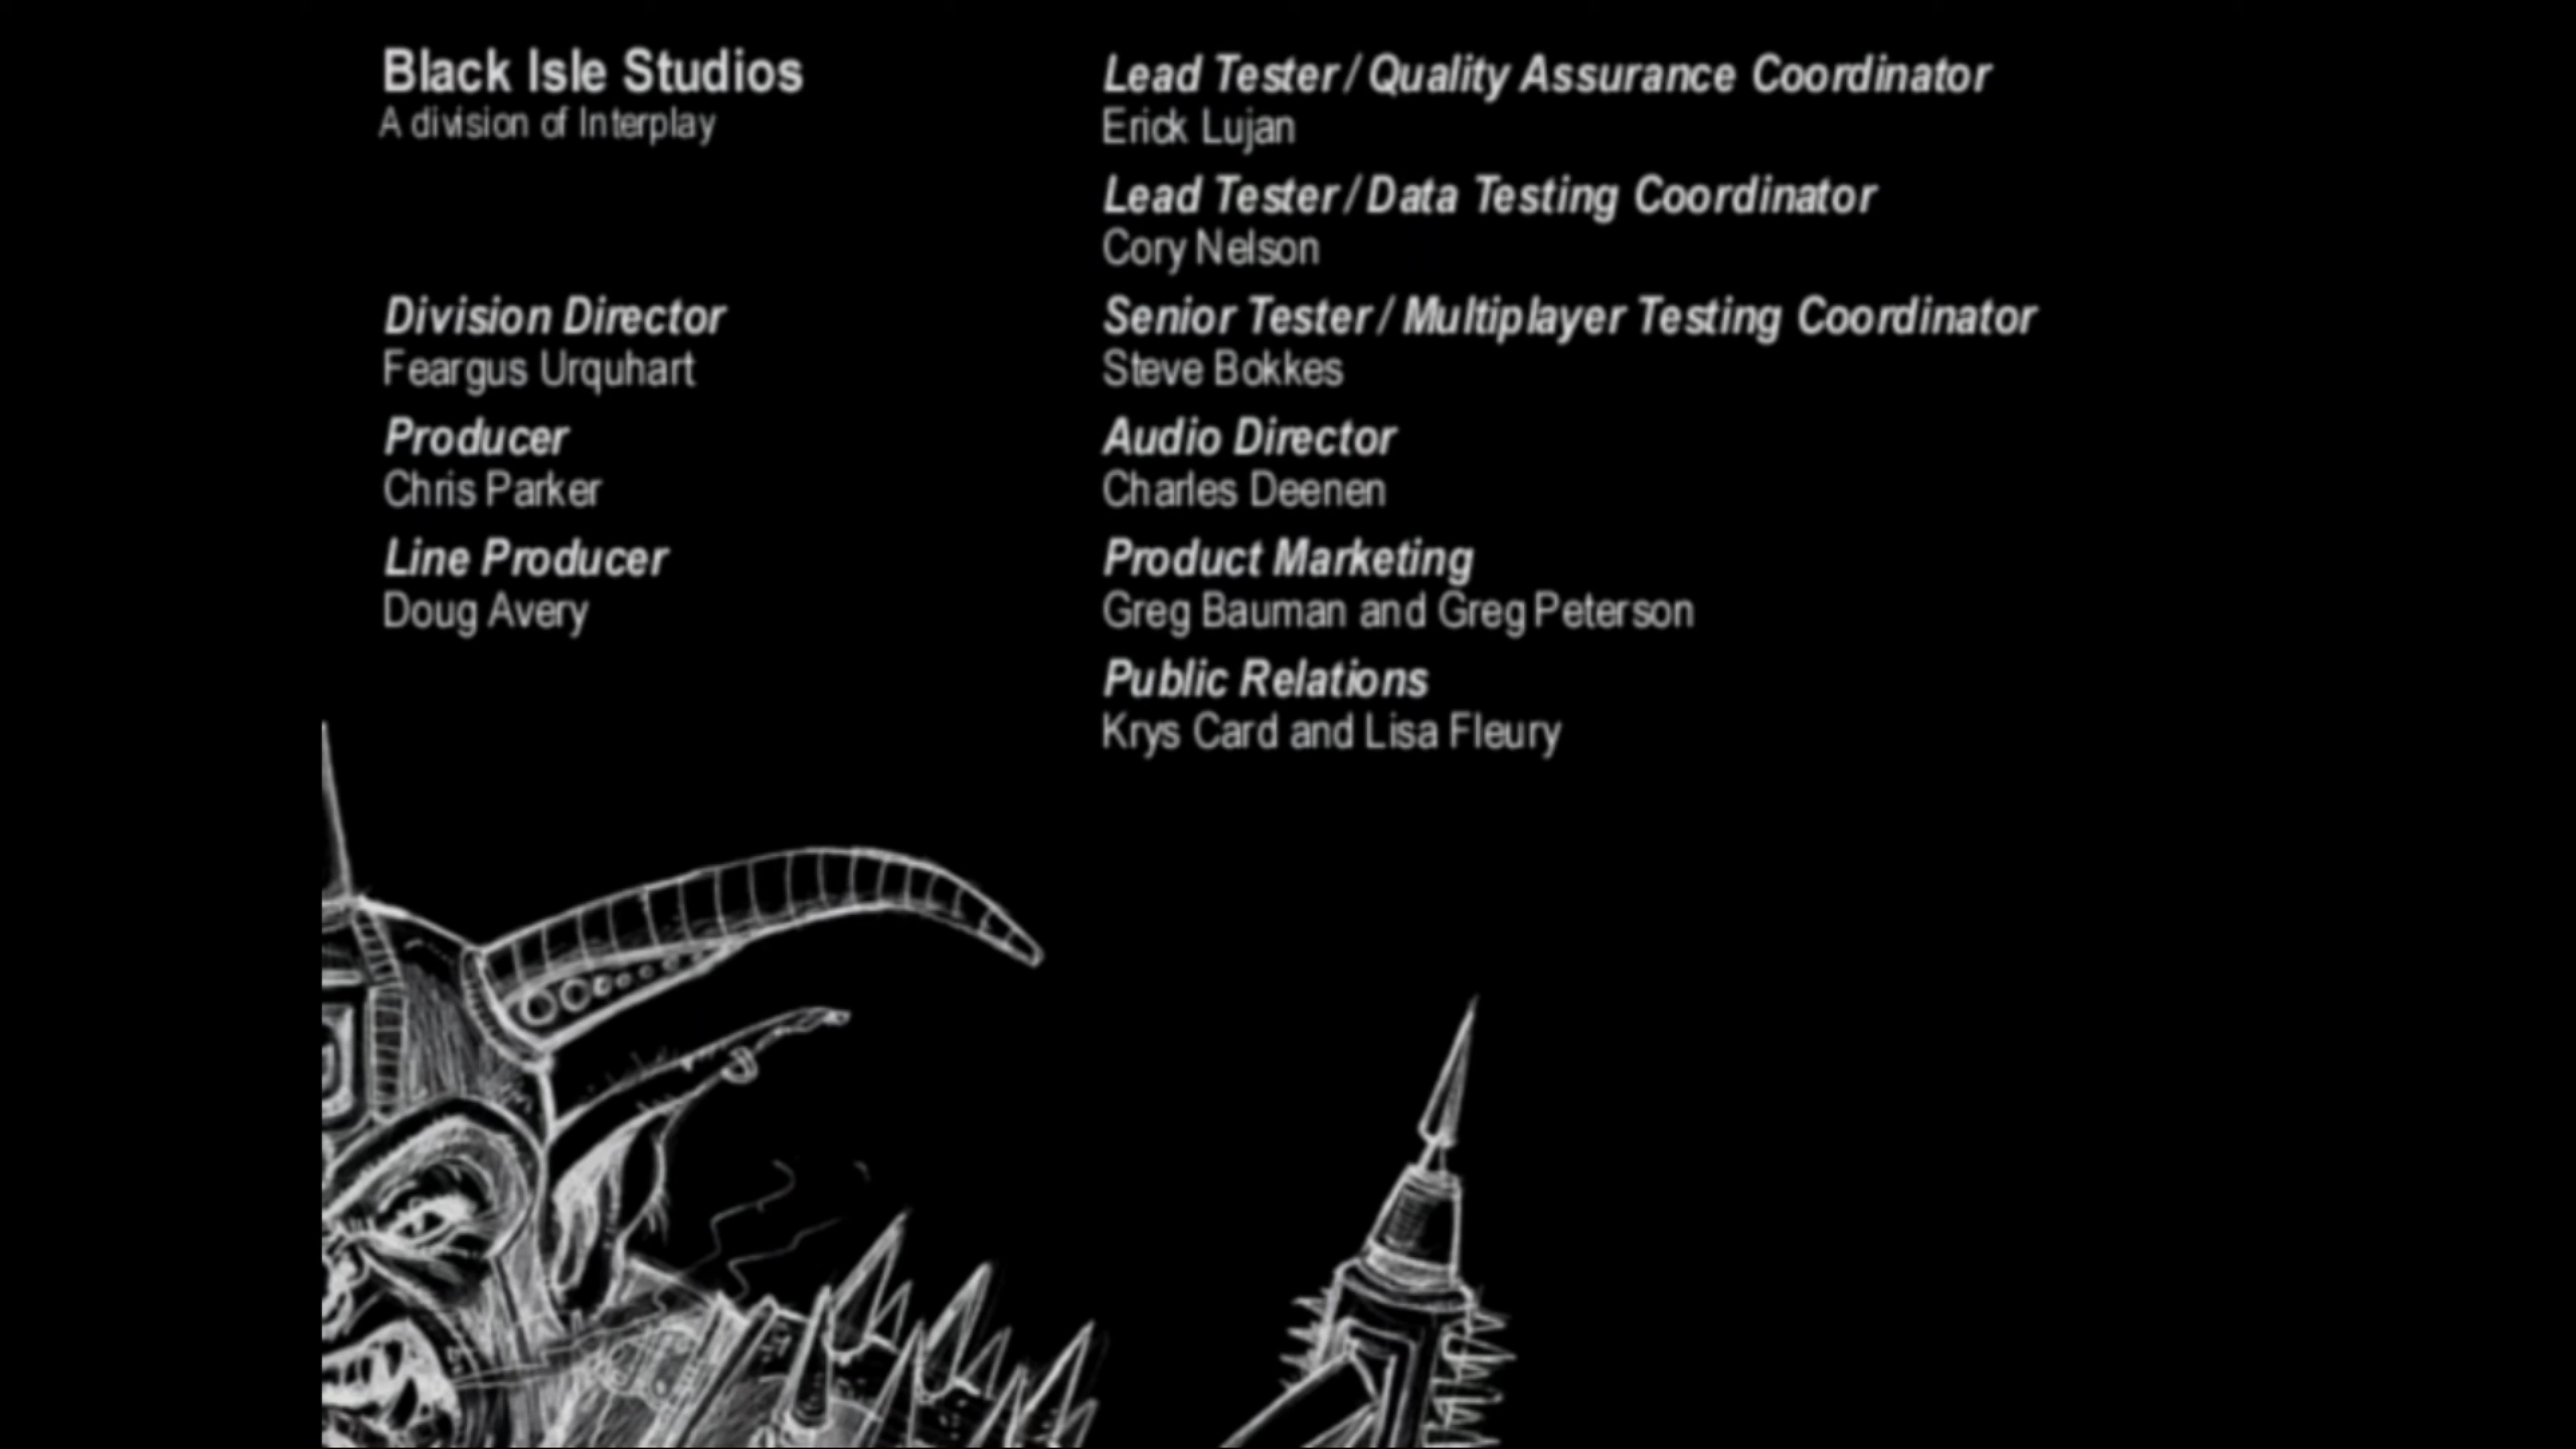 Black Isle Studios
A division of Interplay
Division Director
Feargus Urquhart
Producer
Chris Parker
Line Producer
Doug Avery
Lead Tester / Quality Assurance Coordinator
Erick Lujan
Lead Tester / Data Testing Coordinator
Cory Nelson
Senior Tester / Multiplayer Testing Coordinator
Steve Bokkes
Audio Director
Charles Deenen
Product Marketing
Greg Bauman and Greg Peterson
Public Relations
Krys Card and Lisa Fleury